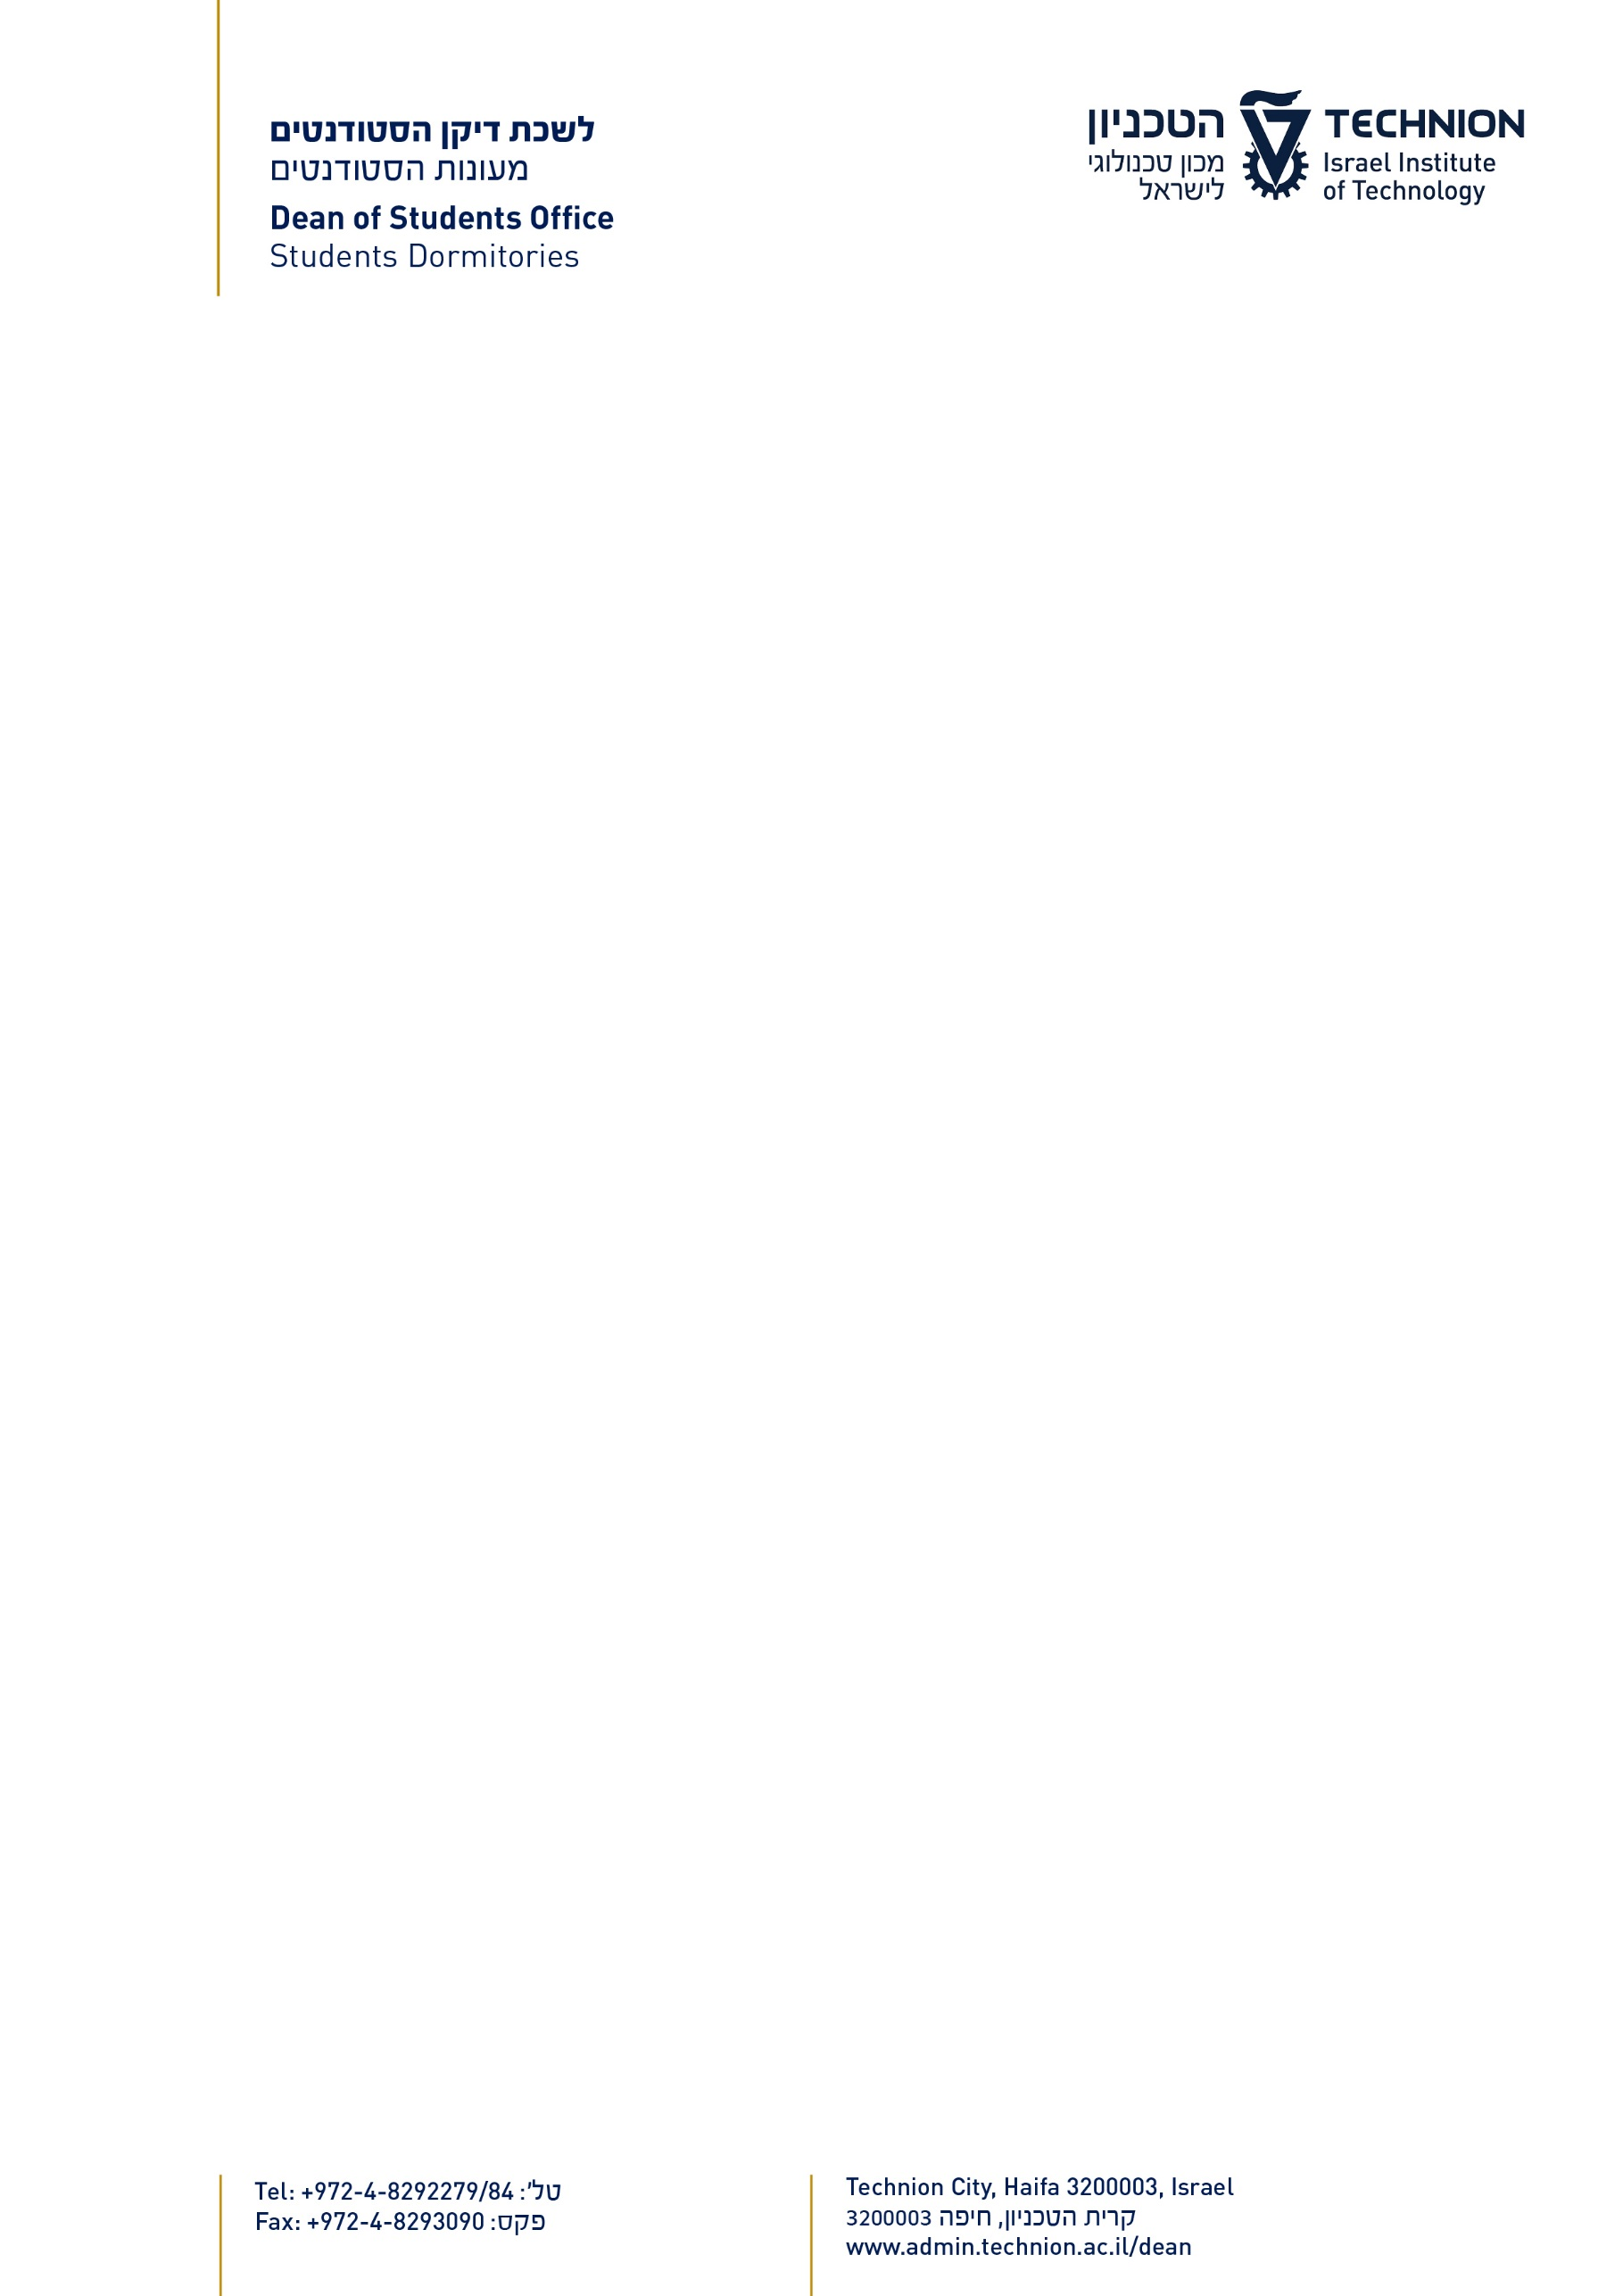 לשכת דיקן הסטודנטים
מעונות הסטודנטים
Dean of Students Office
Students Dormitories
הטכניון
מכון טכנולוגי
לישראל
TECHNION
Israel Institute
of Technology
Tel: +972-4-8292279/84 :'טל
Fax: +972-4-8293090 :פקס
Technion City, Haifa 3200003, Israel
קרית הטכניון, חיפה 3200003
www.admin.technion.ac.il/dean